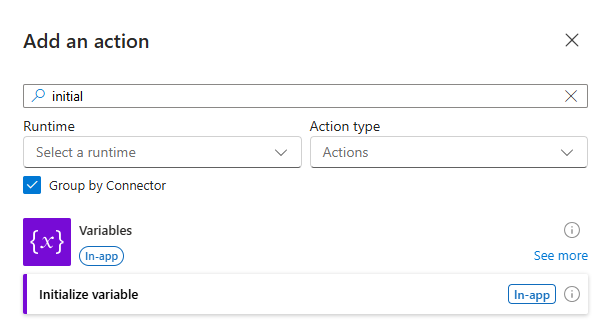 Add an action
initial
Runtime
Action type
Select a runtime
Actions
Group by Connector
{x}
Variables
In-app
See more
Initialize variable
In-app